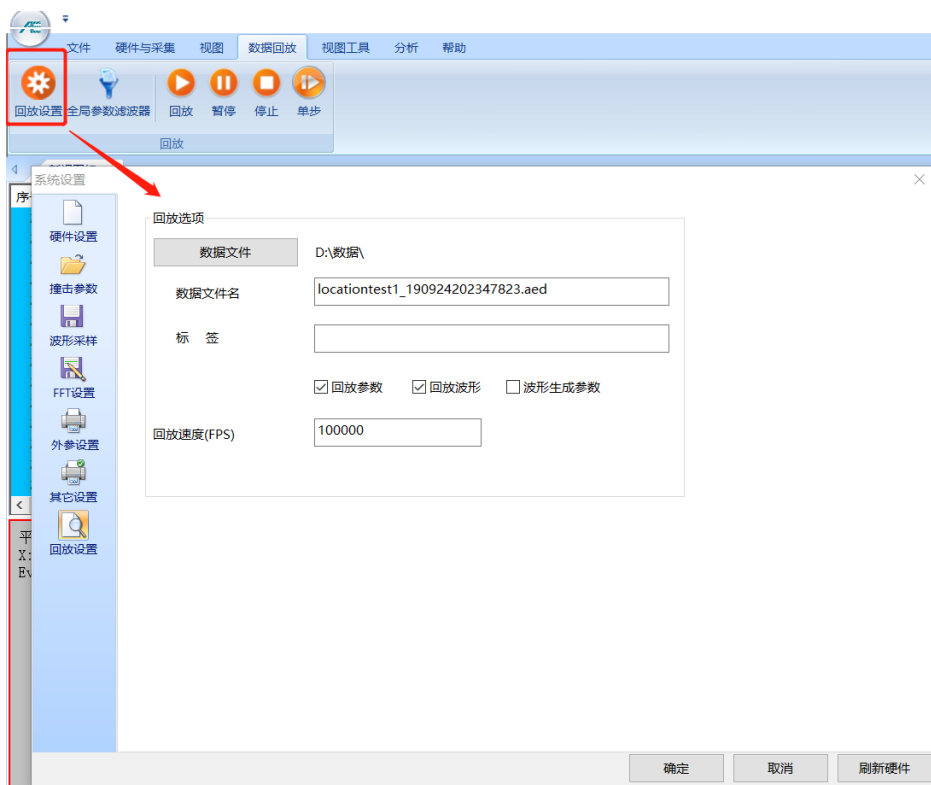 文件 硬件与采集 视图 数据回放 视图工具 分析 帮助
回放设置 全局参数滤波器 回放 暂停 停止 单步
回放
系统设置
序
硬件设置
撞击参数
波形采样
FFT设置
外参设置
其它设置
回放设置
回放选项
数据文件 D:\数据\
数据文件名 locationtest1_190924202347823.aed
标 签
回放参数 回放波形 波形生成参数
回放速度(FPS) 100000
平
X:
Ev
确定 取消 刷新硬件